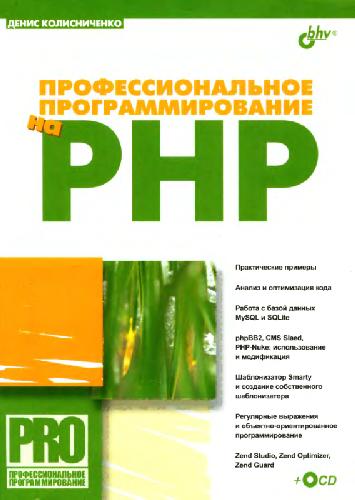 ДЕНИС КОЛИСНИЧЕНКО
bhv®
ПРОФЕССИОНАЛЬНОЕ
ПРОГРАММИРОВАНИЕ
на
PHP
Практические примеры
Анализ и оптимизация кода
Работа с базой данных
MySQL и SQLite
phpBB2, CMS Slaed,
PHP-Nuke: использование
и модификация
Шаблонизатор Smarty
и создание собственного
шаблонизатора
Регулярные выражения
и объектно-ориентированное
программирование
Zend Studio, Zend Optimizer,
Zend Guard
PRO
ПРОФЕССИОНАЛЬНОЕ
ПРОГРАММИРОВАНИЕ
+CD